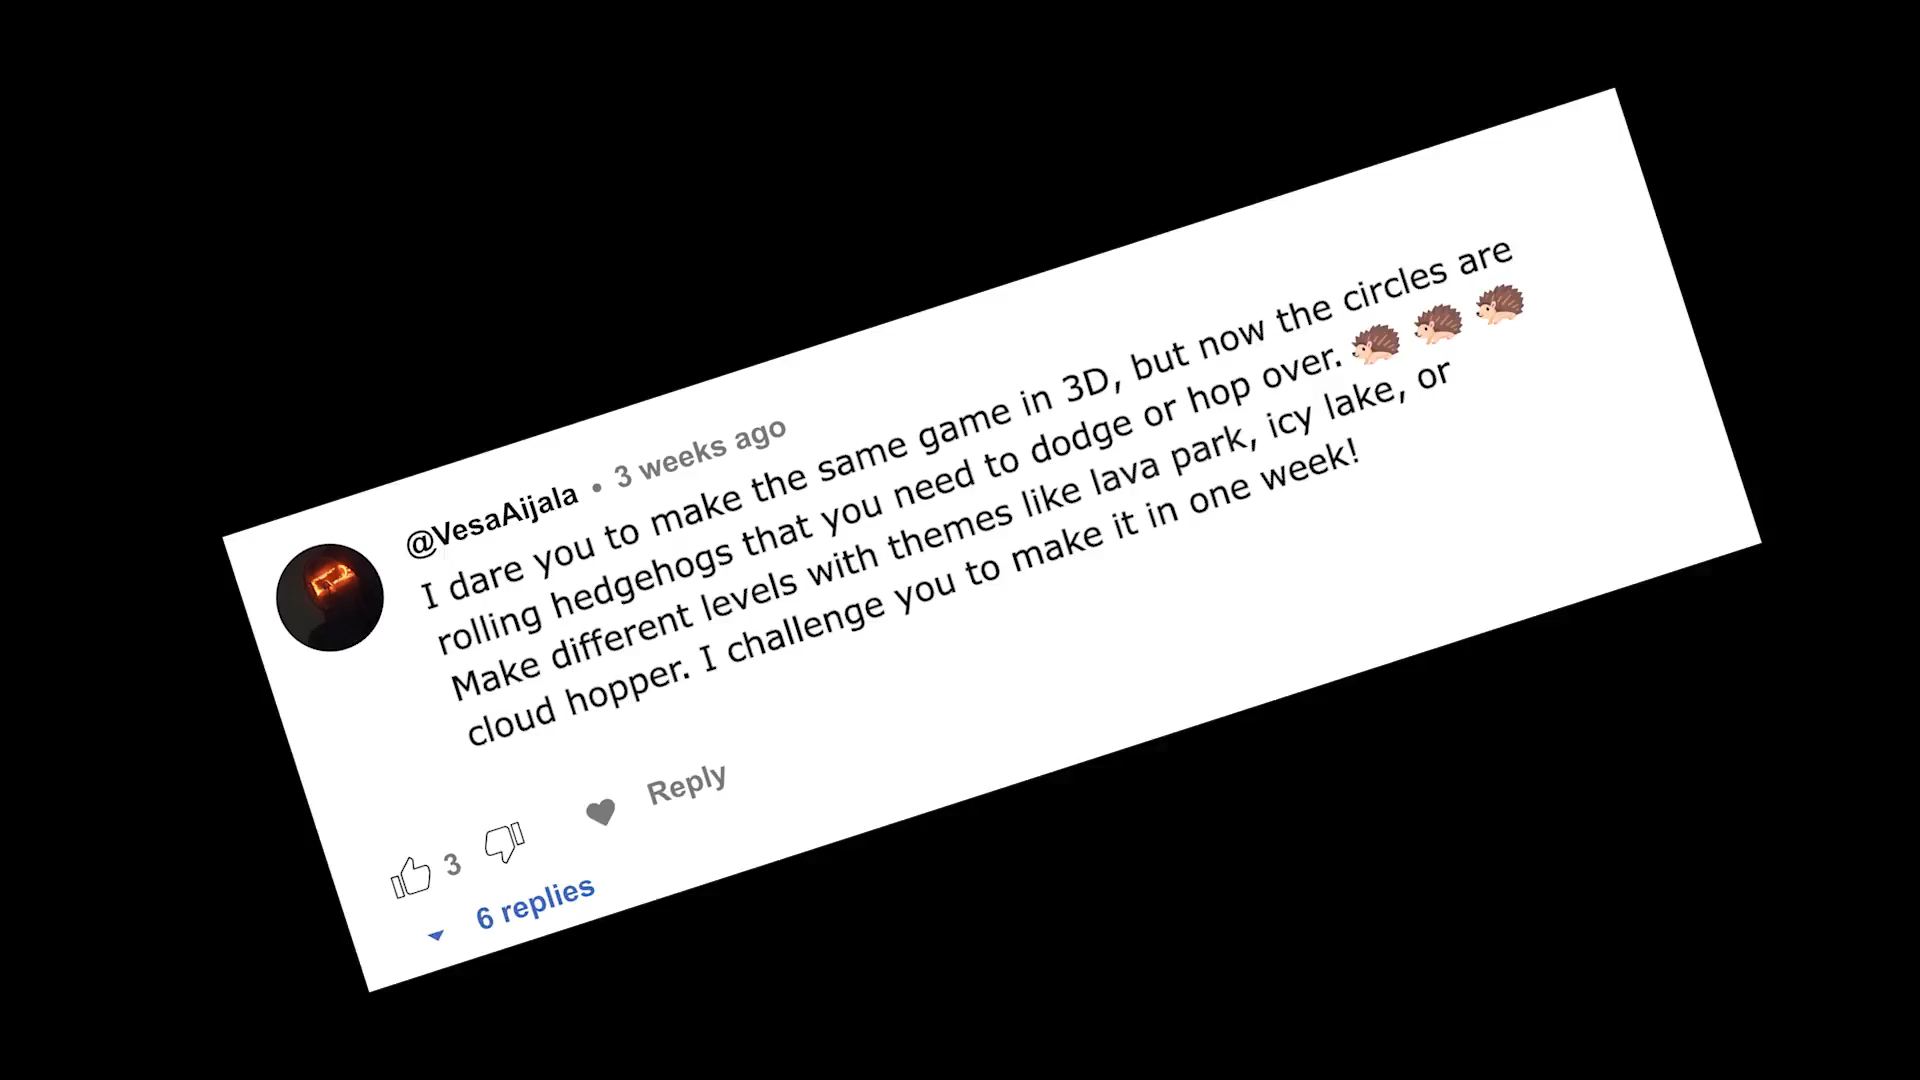 @VesaAijala • 3 weeks ago
I dare you to make the same game in 3D, but now the circles are
rolling hedgehogs that you need to dodge or hop over. 🦔 🦔 🦔
Make different levels with themes like lava park, icy lake, or
cloud hopper. I challenge you to make it in one week!
3
Reply
6 replies